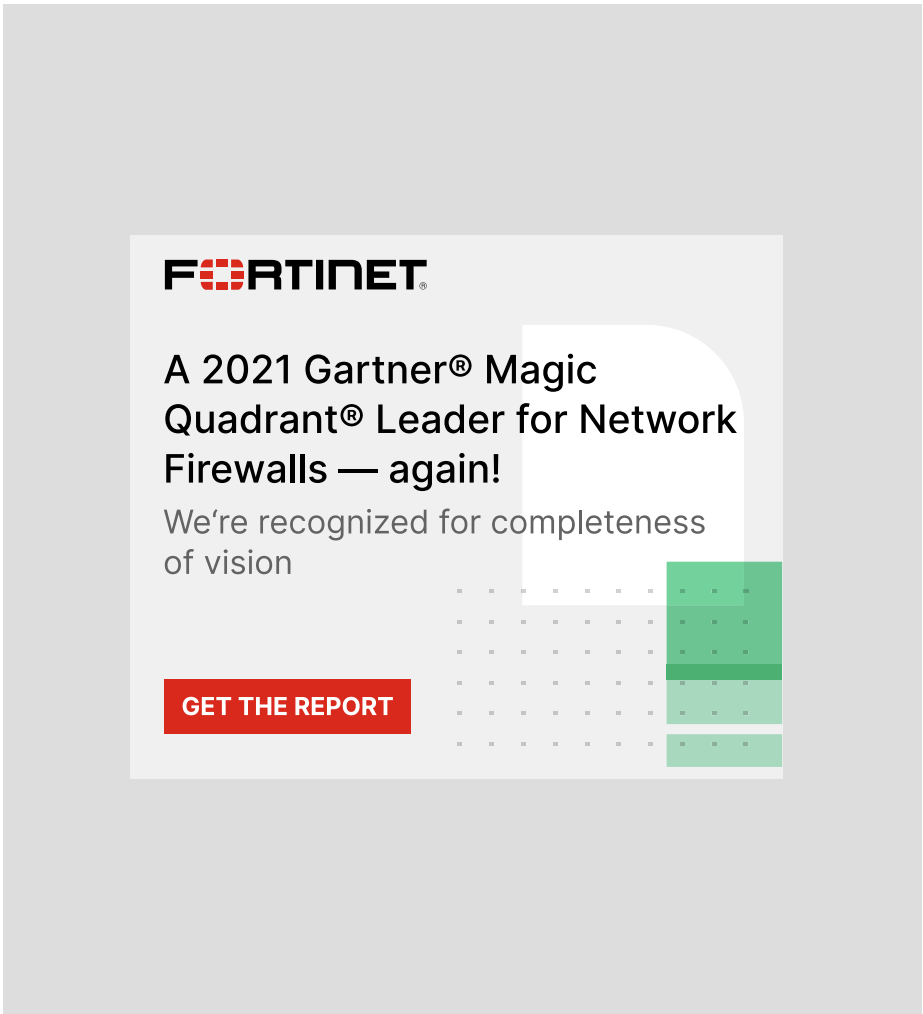 FORTINET®
A 2021 Gartner® Magic
Quadrant® Leader for Network
Firewalls — again!
We‘re recognized for completeness
of vision
GET THE REPORT